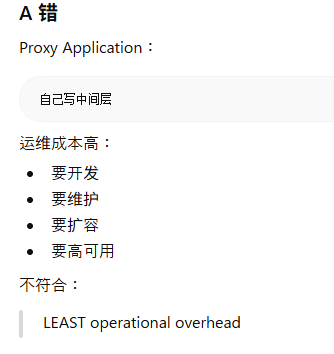 A 错
Proxy Application：
自己写中间层
运维成本高：
要开发
要维护
要扩容
要高可用
不符合：
LEAST operational overhead